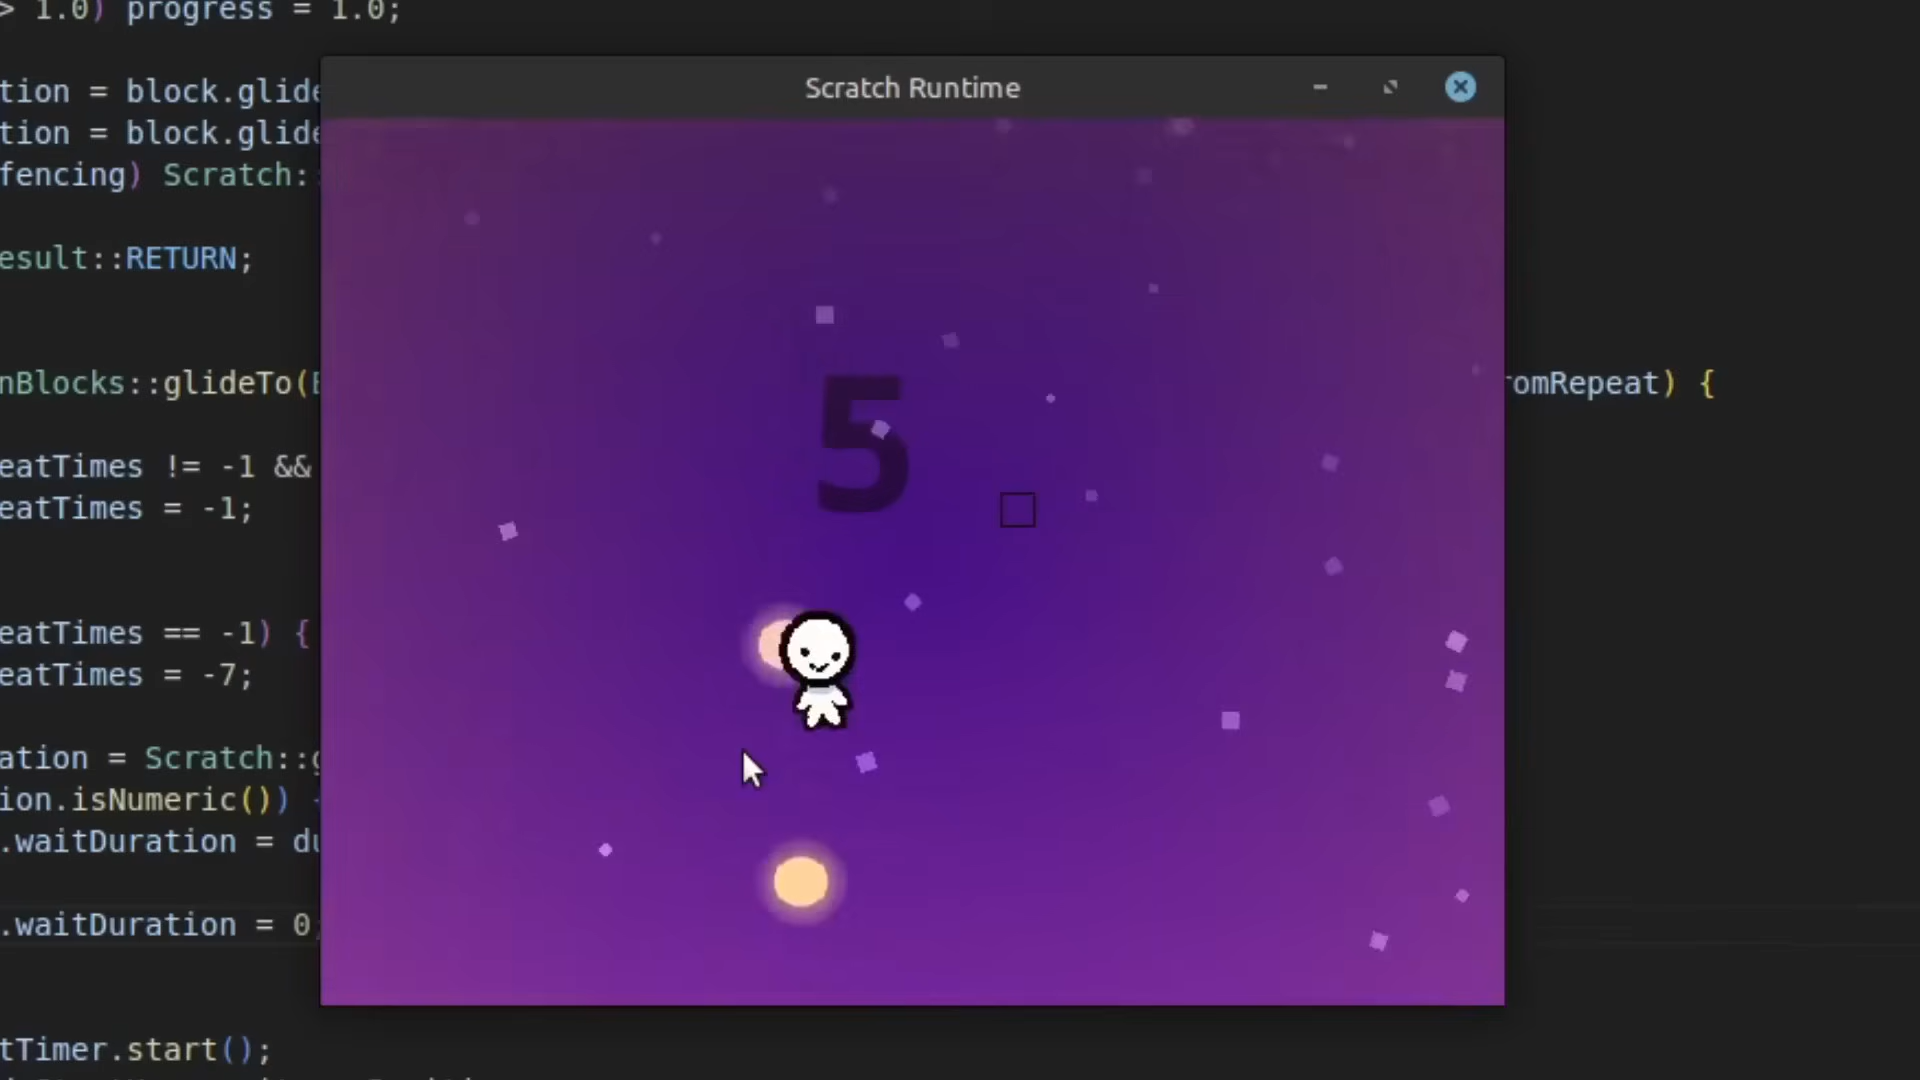 > 1.0) progress = 1.0;
Scratch Runtime
tion = block.glide
tion = block.glide
fencing) Scratch:
esult::RETURN;
5
nBlocks::glideTo(
omRepeat) {
eatTimes != -1 &&
eatTimes = -1;
eatTimes == -1) {
eatTimes = -7;
ation = Scratch::
ion.isNumeric())
.waitDuration = du
.waitDuration = 0
tTimer.start();